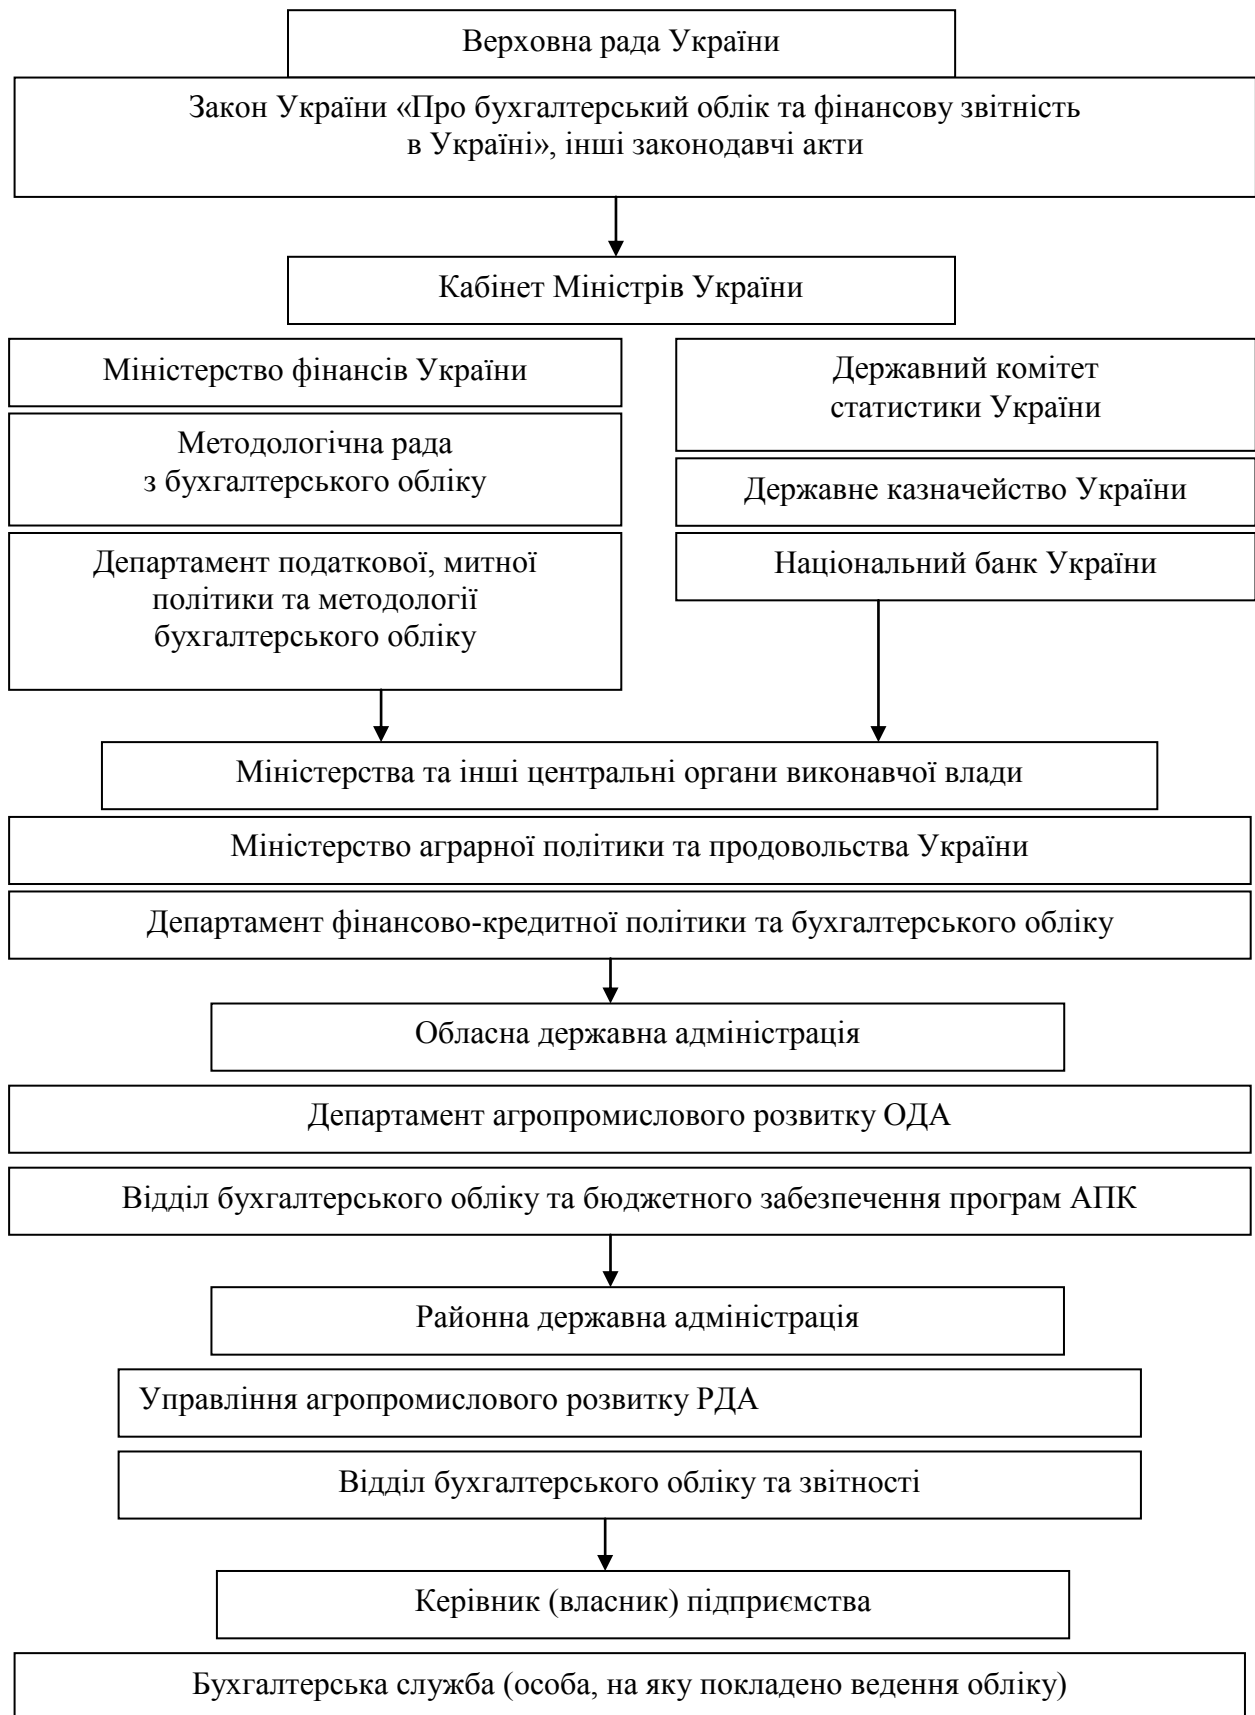 Верховна рада України
Закон України «Про бухгалтерський облік та фінансову звітність
в Україні», інші законодавчі акти
Кабінет Міністрів України
Міністерство фінансів України
Методологічна рада
з бухгалтерського обліку
Департамент податкової, митної
політики та методології
бухгалтерського обліку
Державний комітет
статистики України
Державне казначейство України
Національний банк України
Міністерства та інші центральні органи виконавчої влади
Міністерство аграрної політики та продовольства України
Департамент фінансово-кредитної політики та бухгалтерського обліку
Обласна державна адміністрація
Департамент агропромислового розвитку ОДА
Відділ бухгалтерського обліку та бюджетного забезпечення програм АПК
Районна державна адміністрація
Управління агропромислового розвитку РДА
Відділ бухгалтерського обліку та звітності
Керівник (власник) підприємства
Бухгалтерська служба (особа, на яку покладено ведення обліку)